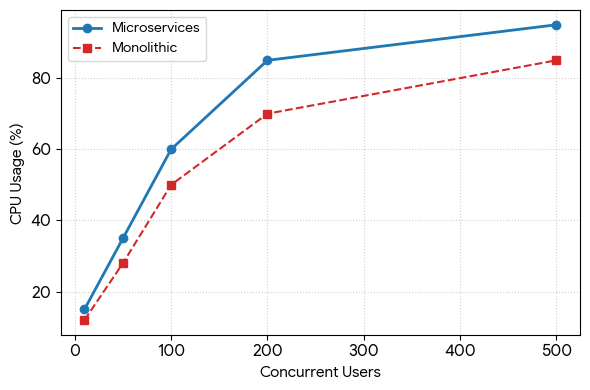 Microservices
Monolithic
CPU Usage (%)
80
60
40
20
0 100 200 300 400 500
Concurrent Users